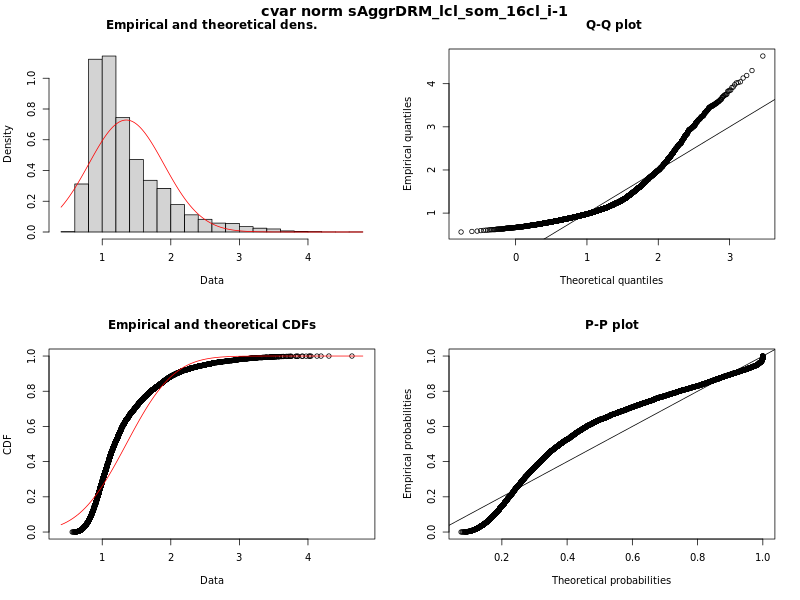 cvar norm sAggrDRM_lcl_som_16cl_i-1
Empirical and theoretical dens.
Density
0.0 0.2 0.4 0.6 0.8 1.0
1 2 3 4
Data
Q-Q plot
Empirical quantiles
1 2 3 4
0 1 2 3
Theoretical quantiles
Empirical and theoretical CDFs
CDF
0.0 0.2 0.4 0.6 0.8 1.0
1 2 3 4
Data
P-P plot
Empirical probabilities
0.0 0.2 0.4 0.6 0.8 1.0
0.2 0.4 0.6 0.8 1.0
Theoretical probabilities